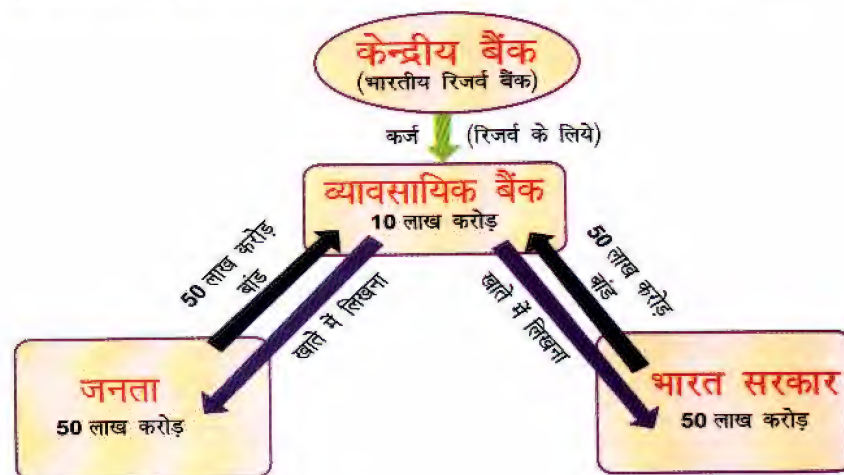 केन्द्रीय बैंक
(भारतीय रिजर्व बैंक)
कर्ज (रिजर्व के लिये)
व्यावसायिक बैंक
10 लाख करोड़
50 लाख करोड़
बांड
खाते में लिखना
खाते में लिखना
50 लाख करोड़
बांड
जनता
50 लाख करोड़
भारत सरकार
50 लाख करोड़